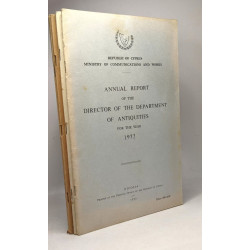 REPUBLIC OF CYPRUS
MINISTRY OF COMMUNICATIONS AND WORKS
ANNUAL REPORT
OF THE
DIRECTOR OF THE DEPARTMENT
OF ANTIQUITIES
FOR THE YEAR
1977